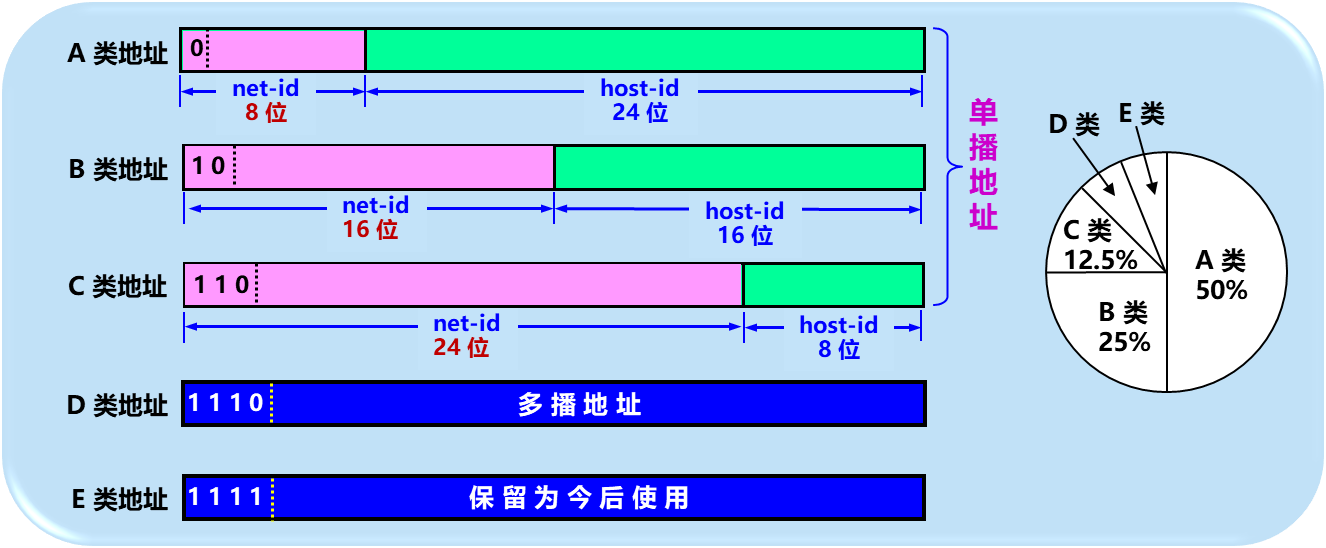 A 类地址
0
net-id
8 位
host-id
24 位
B 类地址
1 0
net-id
16 位
host-id
16 位
C 类地址
1 1 0
net-id
24 位
host-id
8 位
D 类地址
1 1 1 0
多 播 地 址
E 类地址
1 1 1 1
保 留 为 今 后 使 用
单
播
地
址
D 类
E 类
C 类
12.5%
A 类
50%
B 类
25%